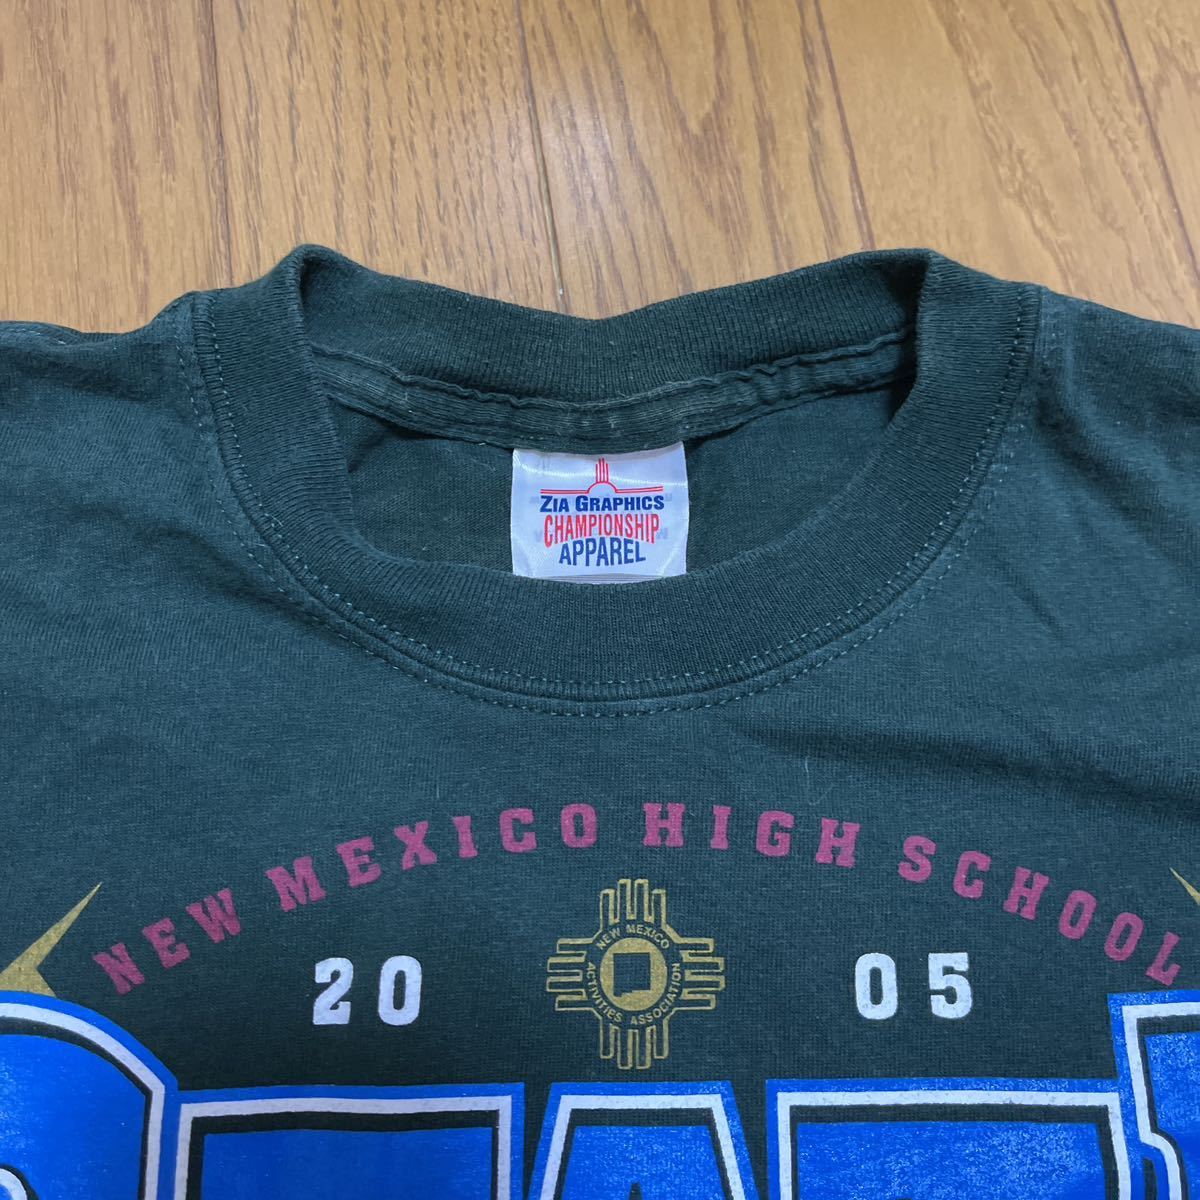 ZIA GRAPHICS
CHAMPIONSHIP
APPAREL
NEW MEXICO HIGH SCHOOL
20 05
NEW MEXICO
ACTIVITIES ASSOCIATION